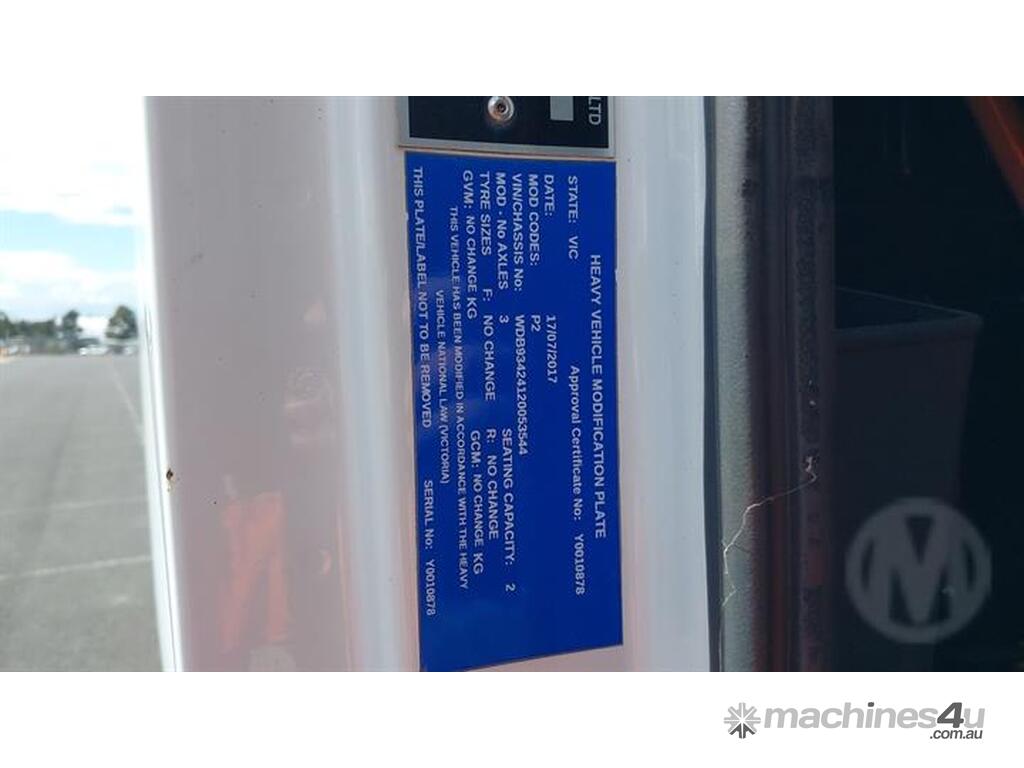 LTD
HEAVY VEHICLE MODIFICATION PLATE
STATE: VIC Approval Certificate No: Y0010878
DATE: 17/07/2017
MOD CODES: P2
VIN/CHASSIS No: WDB93424120053544
MOD - No AXLES 3 SEATING CAPACITY: 2
TYRE SIZES F: NO CHANGE R: NO CHANGE
GVM: NO CHANGE KG GCM: NO CHANGE KG
THIS VEHICLE HAS BEEN MODIFIED IN ACCORDANCE WITH THE HEAVY
VEHICLE NATIONAL LAW (VICTORIA)
THIS PLATE/LABEL NOT TO BE REMOVED SERIAL No: Y0010878
M
machines4u
.com.au